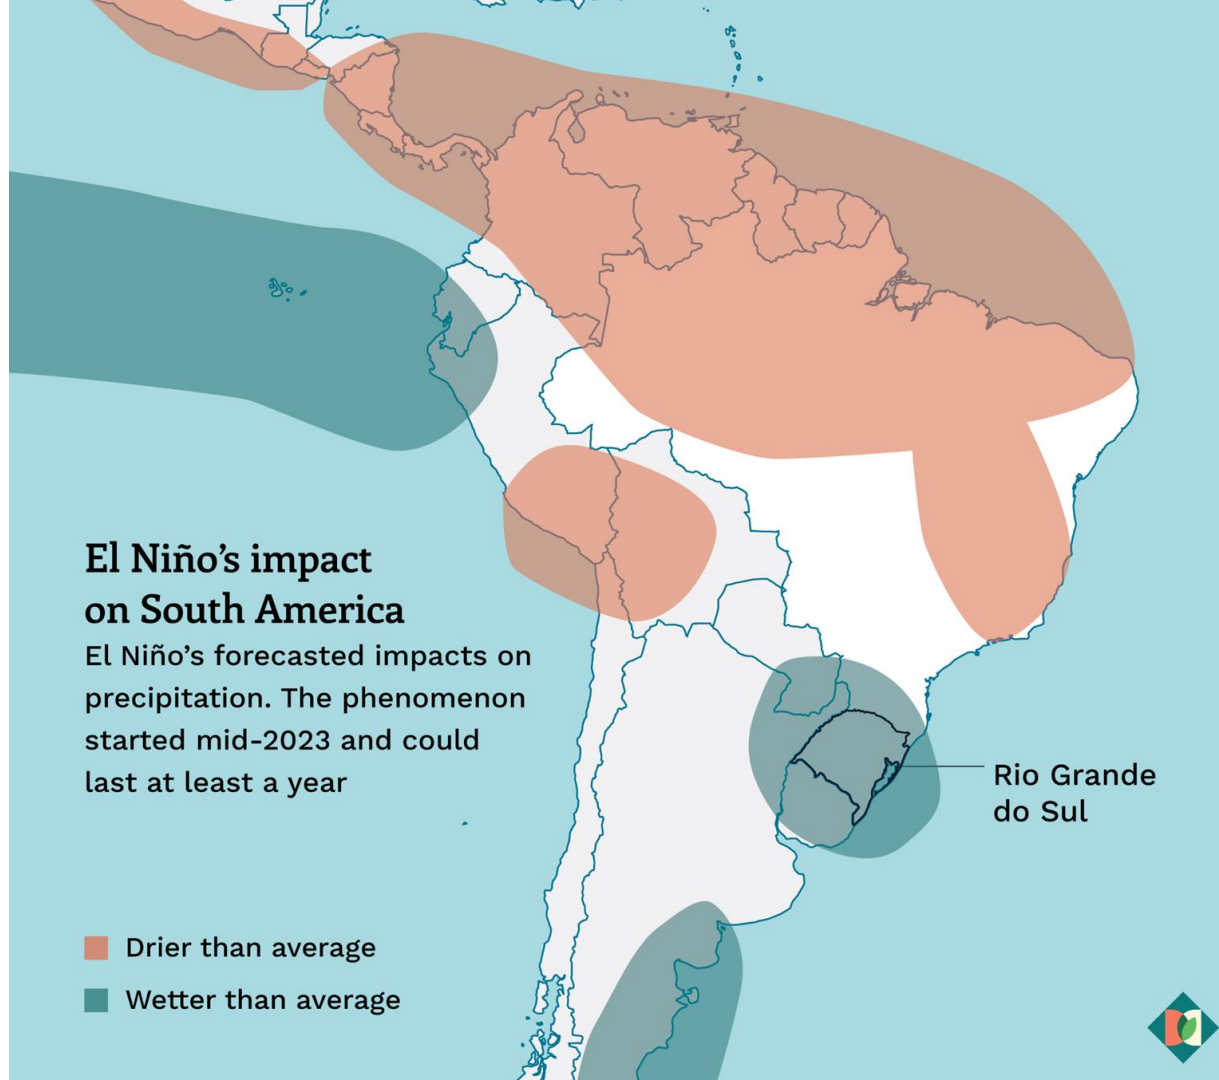 El Niño’s impact
on South America
El Niño’s forecasted impacts on
precipitation. The phenomenon
started mid-2023 and could
last at least a year
Rio Grande
do Sul
Drier than average
Wetter than average